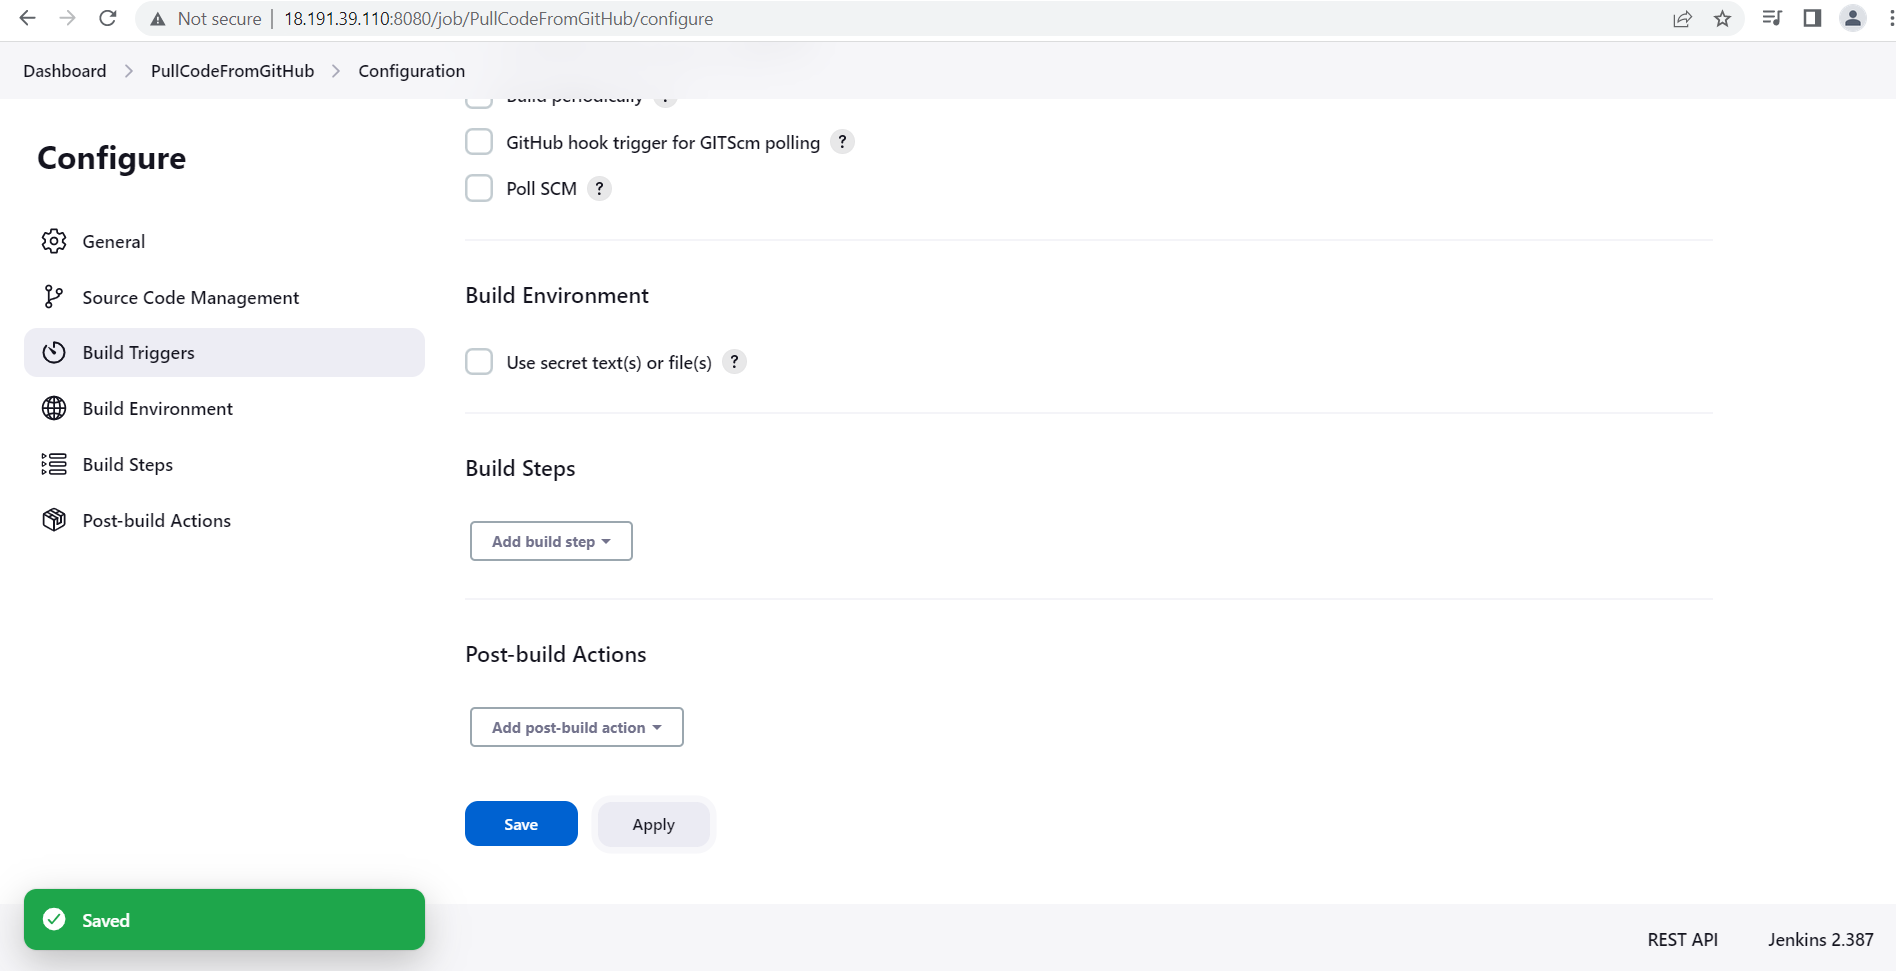 Not secure | 18.191.39.110:8080/job/PullCodeFromGitHub/configure
Dashboard > PullCodeFromGitHub > Configuration
Build periodically ?
GitHub hook trigger for GITScm polling ?
Poll SCM ?
Configure
General
Source Code Management
Build Triggers
Build Environment
Build Steps
Post-build Actions
Build Environment
Use secret text(s) or file(s) ?
Build Steps
Add build step
Post-build Actions
Add post-build action
Save
Apply
Saved
REST API
Jenkins 2.387